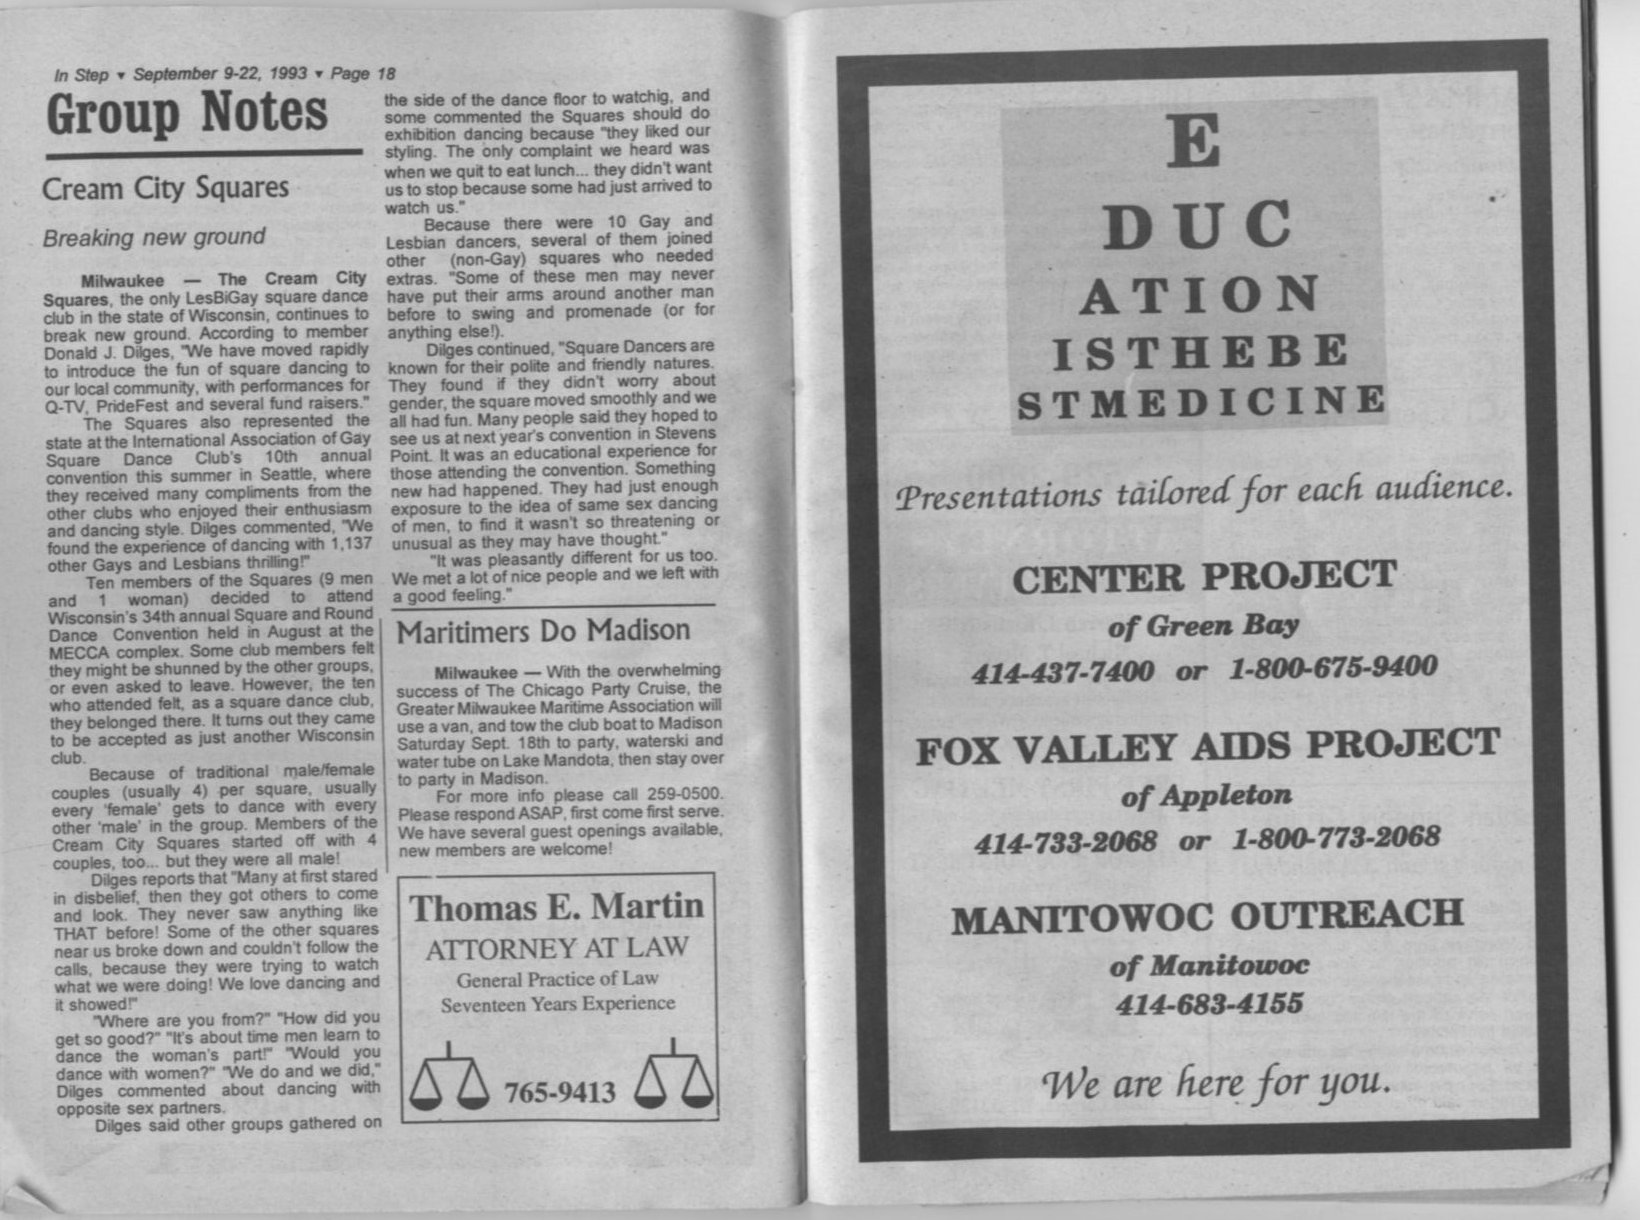 In Step ▾ September 9-22, 1993 ▾ Page 18
Group Notes
Cream City Squares
Breaking new ground
Milwaukee — The Cream City
Squares, the only LesBiGay square dance
club in the state of Wisconsin, continues to
break new ground. According to member
Donald J. Dilges, "We have moved rapidly
to introduce the fun of square dancing to
our local community, with performances for
Q-TV, PrideFest and several fund raisers."
The Squares also represented the
state at the International Association of Gay
Square Dance Club's 10th annual
convention this summer in Seattle, where
they received many compliments from the
other clubs who enjoyed their enthusiasm
and dancing style. Dilges commented, "We
found the experience of dancing with 1,137
other Gays and Lesbians thrilling!"
Ten members of the Squares (9 men
and 1 woman) decided to attend
Wisconsin's 34th annual Square and Round
Dance Convention held in August at the
MECCA complex. Some club members felt
they might be shunned by the other groups,
or even asked to leave. However, the ten
who attended felt, as a square dance club,
they belonged there. It turns out they came
to be accepted as just another Wisconsin
club.
Because of traditional male/female
couples (usually 4) per square, usually
every 'female' gets to dance with every
other 'male' in the group. Members of the
Cream City Squares started off with 4
couples, too... but they were all male!
Dilges reports that "Many at first stared
in disbelief, then they got others to come
and look. They never saw anything like
THAT before! Some of the other squares
near us broke down and couldn't follow the
calls, because they were trying to watch
what we were doing! We love dancing and
it showed!"
"Where are you from?" "How did you
get so good?" "It's about time men learn to
dance the woman's part!" "Would you
dance with women?" "We do and we did,"
Dilges commented about dancing with
opposite sex partners.
Dilges said other groups gathered on
the side of the dance floor to watchig, and
some commented the Squares should do
exhibition dancing because "they liked our
styling. The only complaint we heard was
when we quit to eat lunch... they didn't want
us to stop because some had just arrived to
watch us."
Because there were 10 Gay and
Lesbian dancers, several of them joined
other (non-Gay) squares who needed
extras. "Some of these men may never
have put their arms around another man
before to swing and promenade (or for
anything else!).
Dilges continued, "Square Dancers are
known for their polite and friendly natures.
They found if they didn't worry about
gender, the square moved smoothly and we
all had fun. Many people said they hoped to
see us at next year's convention in Stevens
Point. It was an educational experience for
those attending the convention. Something
new had happened. They had just enough
exposure to the idea of same sex dancing
of men, to find it wasn't so threatening or
unusual as they may have thought."
"It was pleasantly different for us too.
We met a lot of nice people and we left with
a good feeling."
Maritimers Do Madison
Milwaukee — With the overwhelming
success of The Chicago Party Cruise, the
Greater Milwaukee Maritime Association will
use a van, and tow the club boat to Madison
Saturday Sept. 18th to party, waterski and
water tube on Lake Mandota, then stay over
to party in Madison.
For more info please call 259-0500.
Please respond ASAP, first come first serve.
We have several guest openings available,
new members are welcome!
Thomas E. Martin
ATTORNEY AT LAW
General Practice of Law
Seventeen Years Experience
765-9413
E
DUC
ATION
ISTHEBE
STMEDICINE
Presentations tailored for each audience.
CENTER PROJECT
of Green Bay
414-437-7400 or 1-800-675-9400
FOX VALLEY AIDS PROJECT
of Appleton
414-733-2068 or 1-800-773-2068
MANITOWOC OUTREACH
of Manitowoc
414-683-4155
We are here for you.